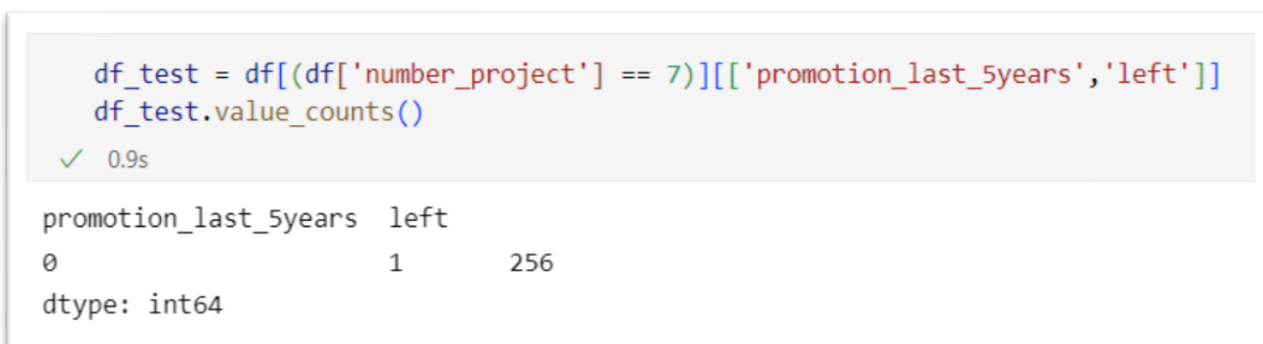 df_test = df[(df['number_project'] == 7)][['promotion_last_5years','left']]
df_test.value_counts()
✓ 0.9s
promotion_last_5years left
0 1 256
dtype: int64